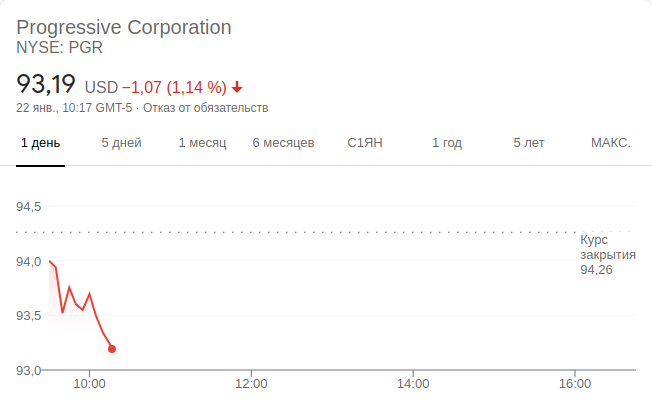 Progressive Corporation
NYSE: PGR
93,19 USD −1,07 (1,14 %)
22 янв., 10:17 GMT-5 · Отказ от обязательств
1 день 5 дней 1 месяц 6 месяцев С1ЯН 1 год 5 лет МАКС.
94,5
Курс
закрытия
94,26
94,0
93,5
93,0
10:00 12:00 14:00 16:00